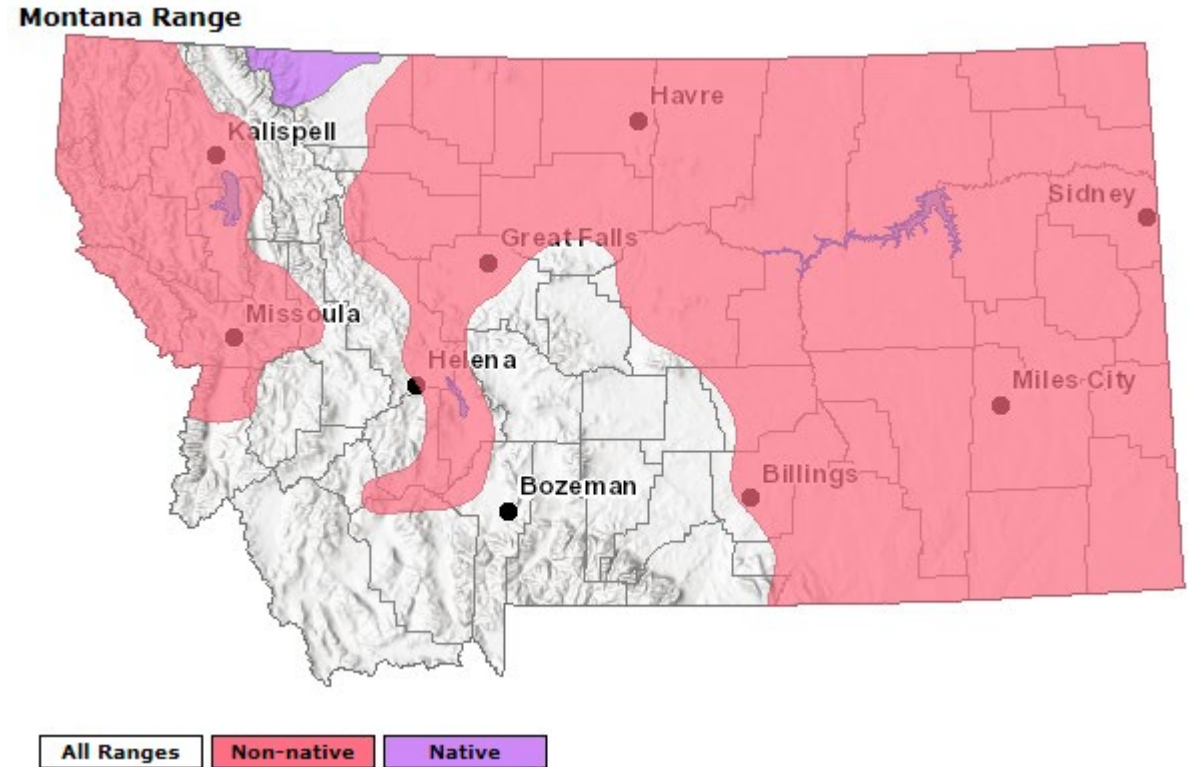 Montana Range
Havre
Kalispell
Sidney
Great Falls
Missoula
Helena
Miles City
Billings
Bozeman
All Ranges
Non-native
Native